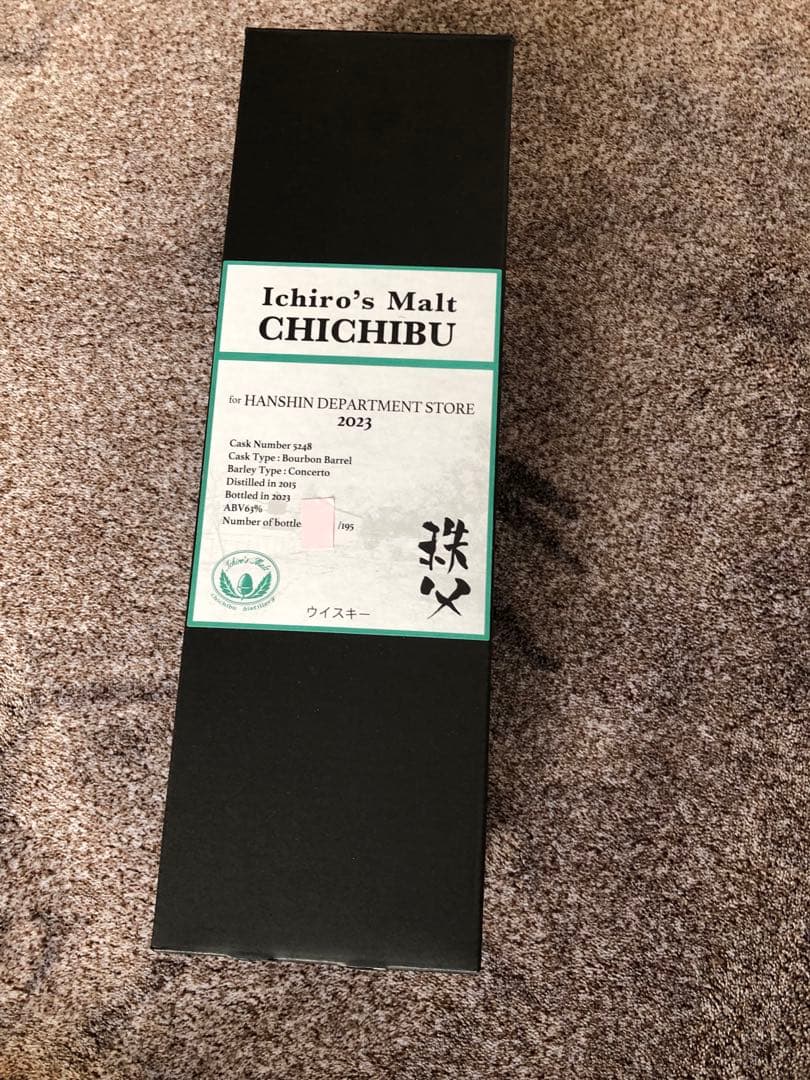 Ichiro's Malt
CHICHIBU
for HANSHIN DEPARTMENT STORE
2023
Cask Number 5248
Cask Type : Bourbon Barrel
Barley Type : Concerto
Distilled in 2015
Bottled in 2023
ABV63%
Number of bottle /195
秩父
Ichiro's Malt
chichibu distillery
ウイスキー